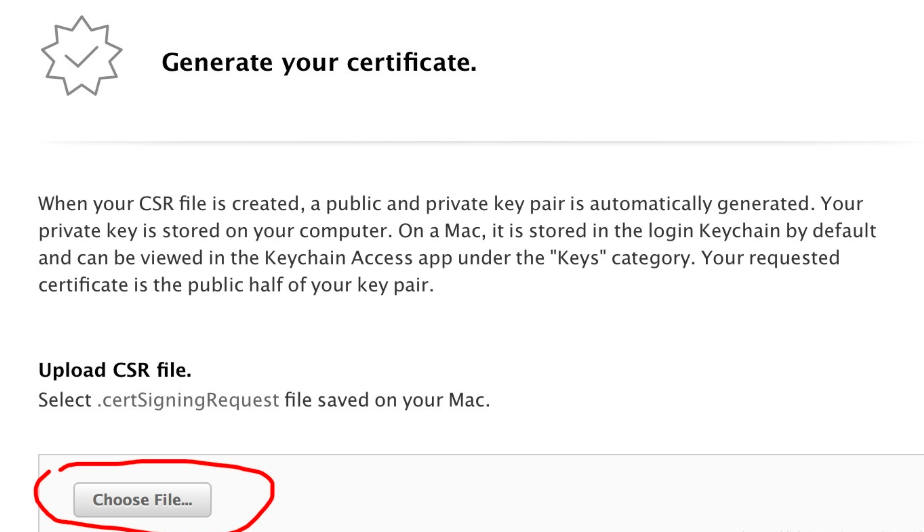 Generate your certificate.
When your CSR file is created, a public and private key pair is automatically generated. Your
private key is stored on your computer. On a Mac, it is stored in the login Keychain by default
and can be viewed in the Keychain Access app under the "Keys" category. Your requested
certificate is the public half of your key pair.
Upload CSR file.
Select .certSigningRequest file saved on your Mac.
Choose File...